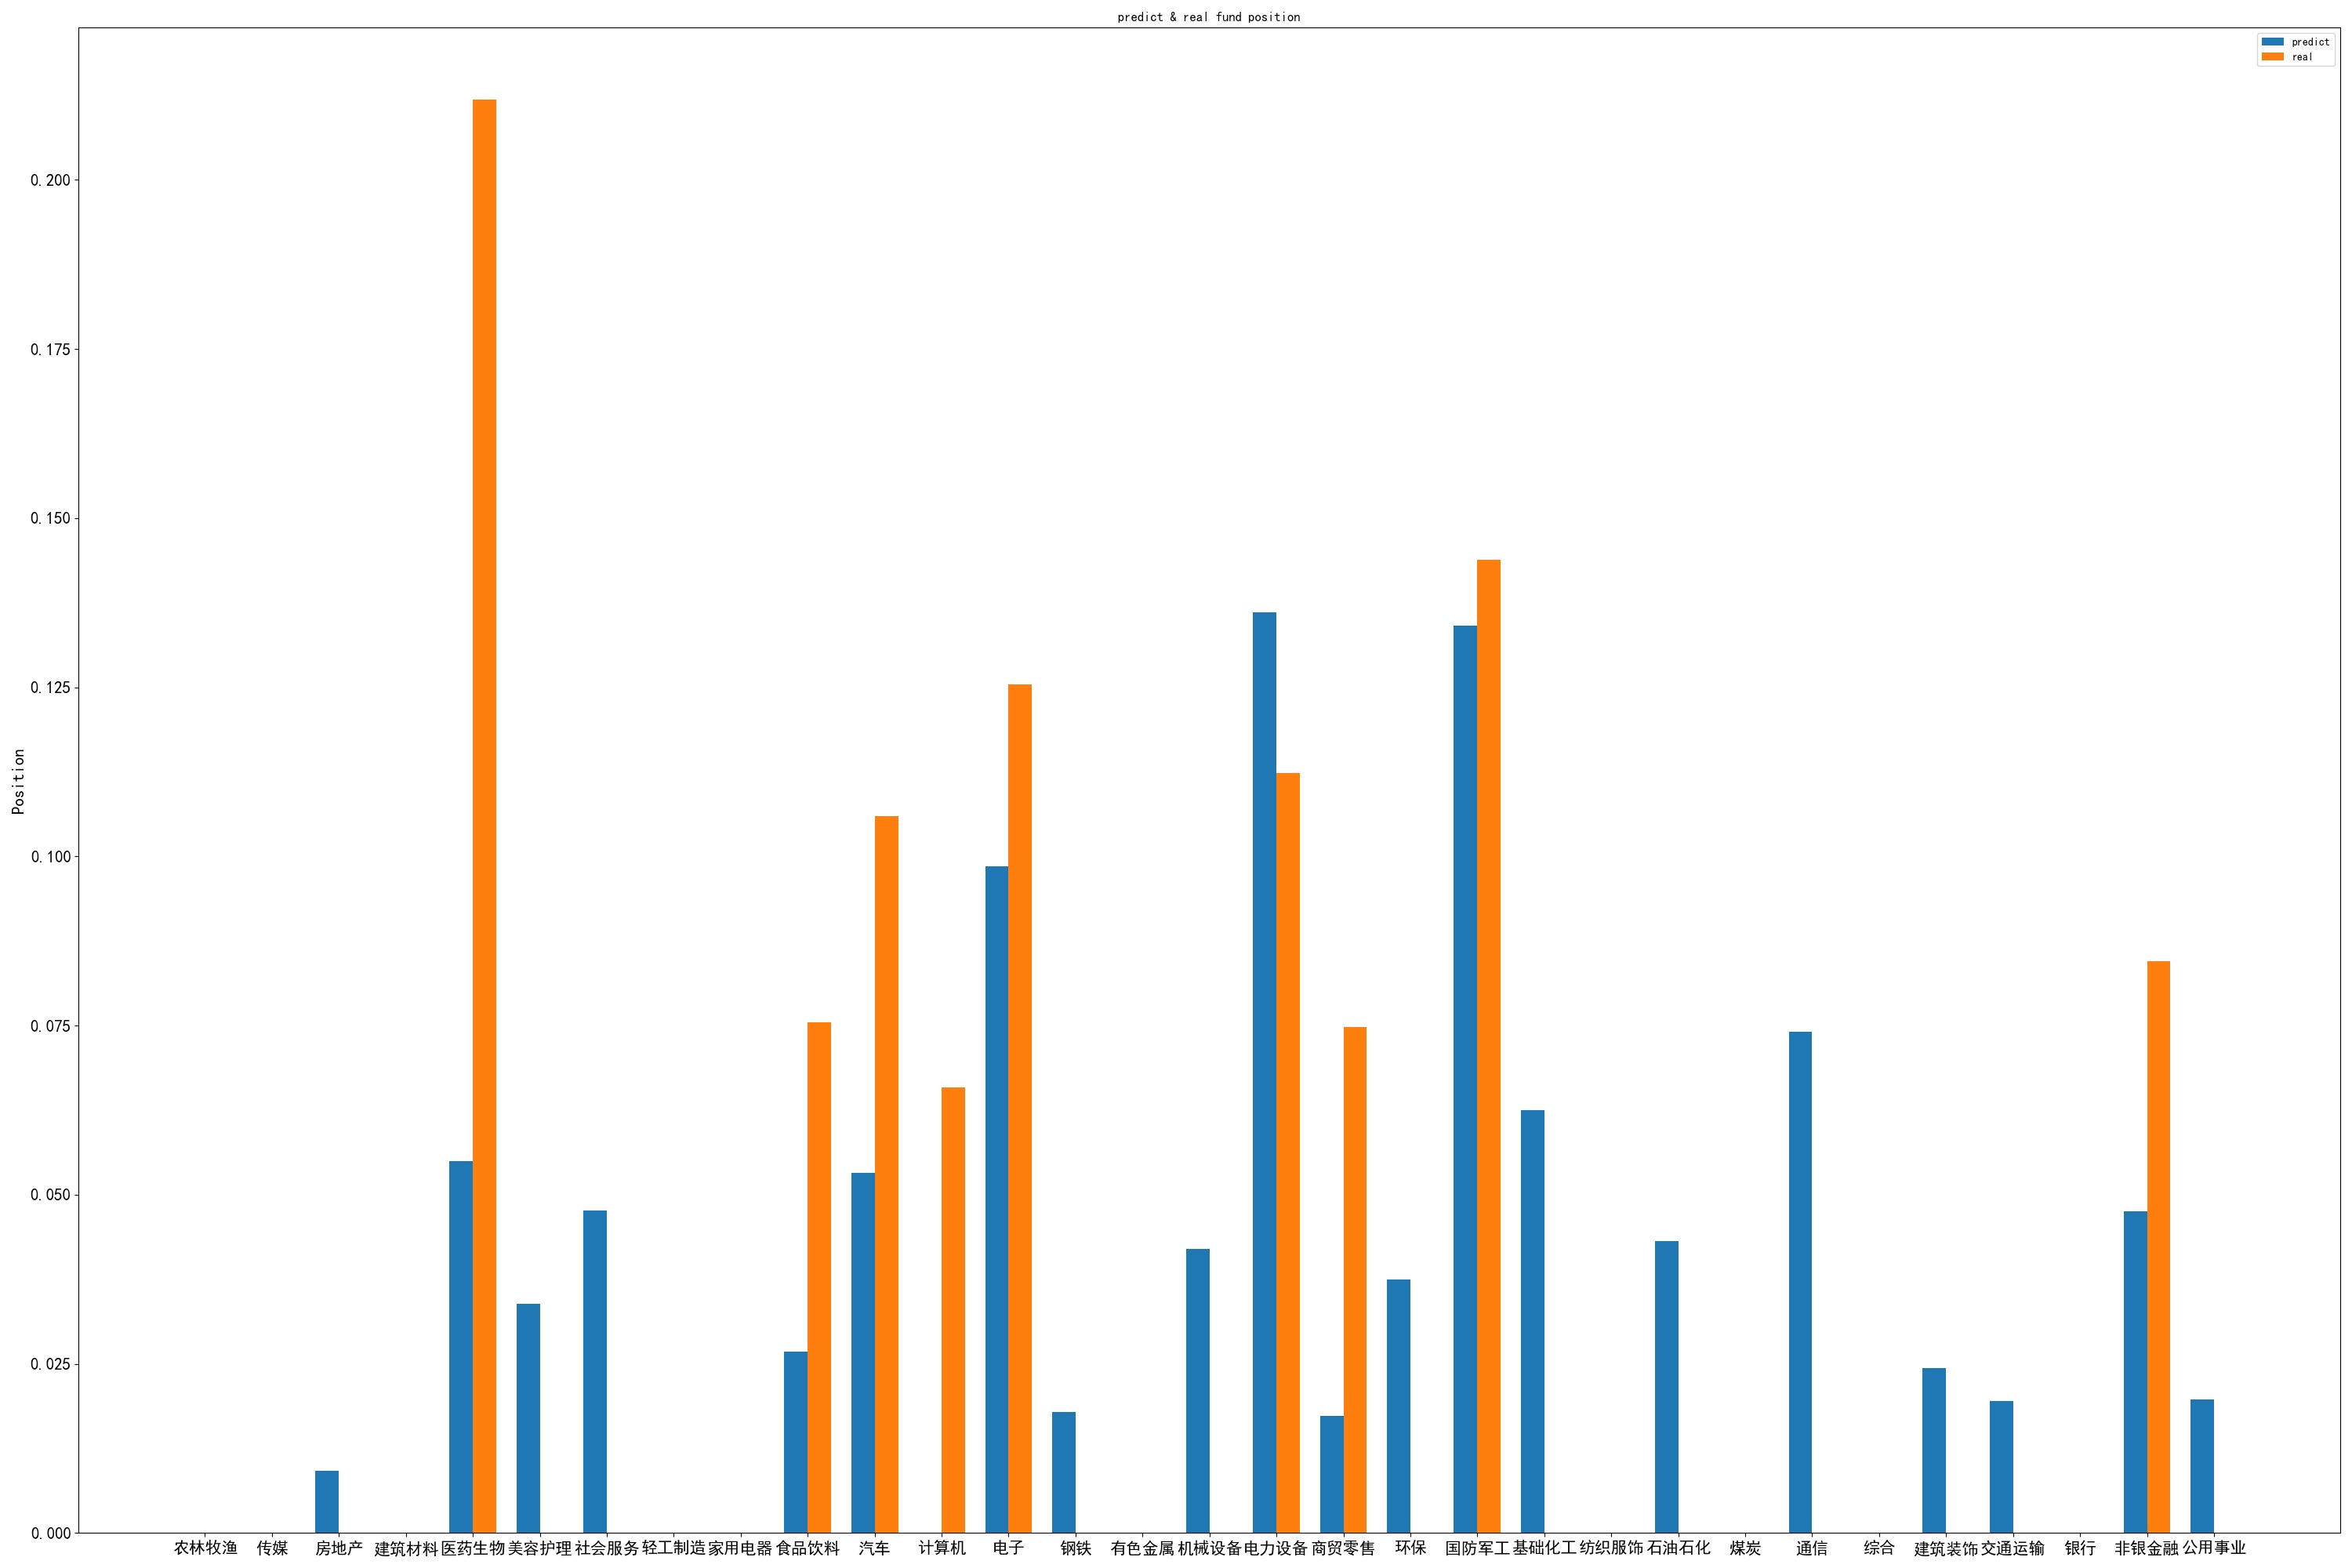 predict & real fund position
predict
real
0.200
0.175
0.150
0.125
0.100
0.075
0.050
0.025
0.000
Position
农林牧渔 传媒 房地产 建筑材料 医药生物 美容护理 社会服务 轻工制造 家用电器 食品饮料 汽车 计算机 电子 钢铁 有色金属 机械设备 电力设备 商贸零售 环保 国防军工 基础化工 纺织服饰 石油石化 煤炭 通信 综合 建筑装饰 交通运输 银行 非银金融 公用事业